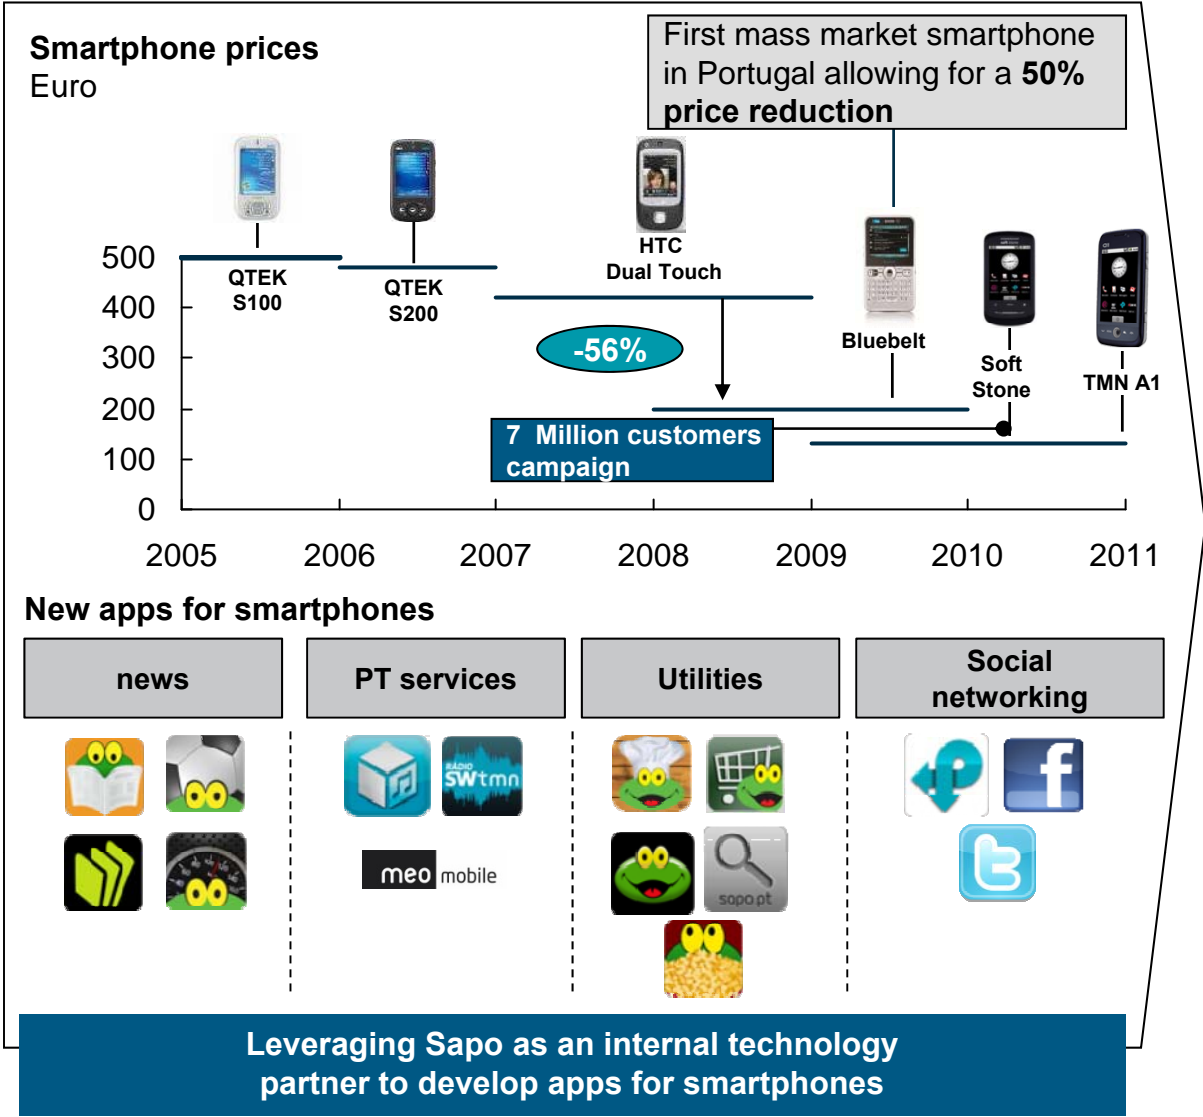 Smartphone prices
Euro
First mass market smartphone
in Portugal allowing for a 50%
price reduction
500
400
300
200
100
0
QTEK
S100
QTEK
S200
HTC
Dual Touch
Bluebelt
Soft
Stone
TMN A1
-56%
7 Million customers
campaign
2005 2006 2007 2008 2009 2010 2011
New apps for smartphones
news
PT services
Utilities
Social
networking
RÁDIO
SWtmn
meo mobile
sapo.pt
f
t
Leveraging Sapo as an internal technology
partner to develop apps for smartphones